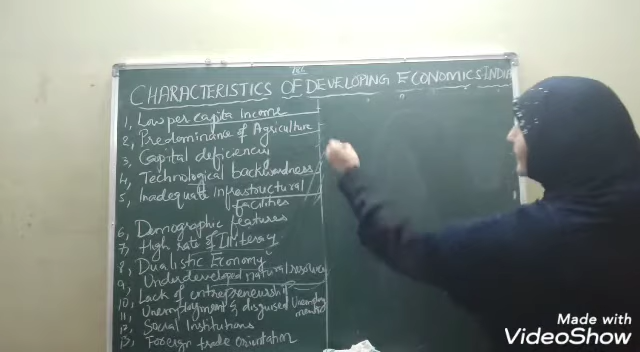 CHARACTERISTICS OF DEVELOPING ECONOMICS INDIA
1, Low per capita Income
2, Predominance of Agriculture
3, Capital deficiency
4, Technological backwardness
5, Inadequate Infrastructural
facilities
6, Demographic features
7, High rate of Illiteracy
8, Dualistic Economy
9, Underdeveloped natural resources
10, Lack of entrepreneurship
11, Unemployment & disguised Unemployment
12, Social Institutions
13, Foreign trade orientation
Made with
VideoShow